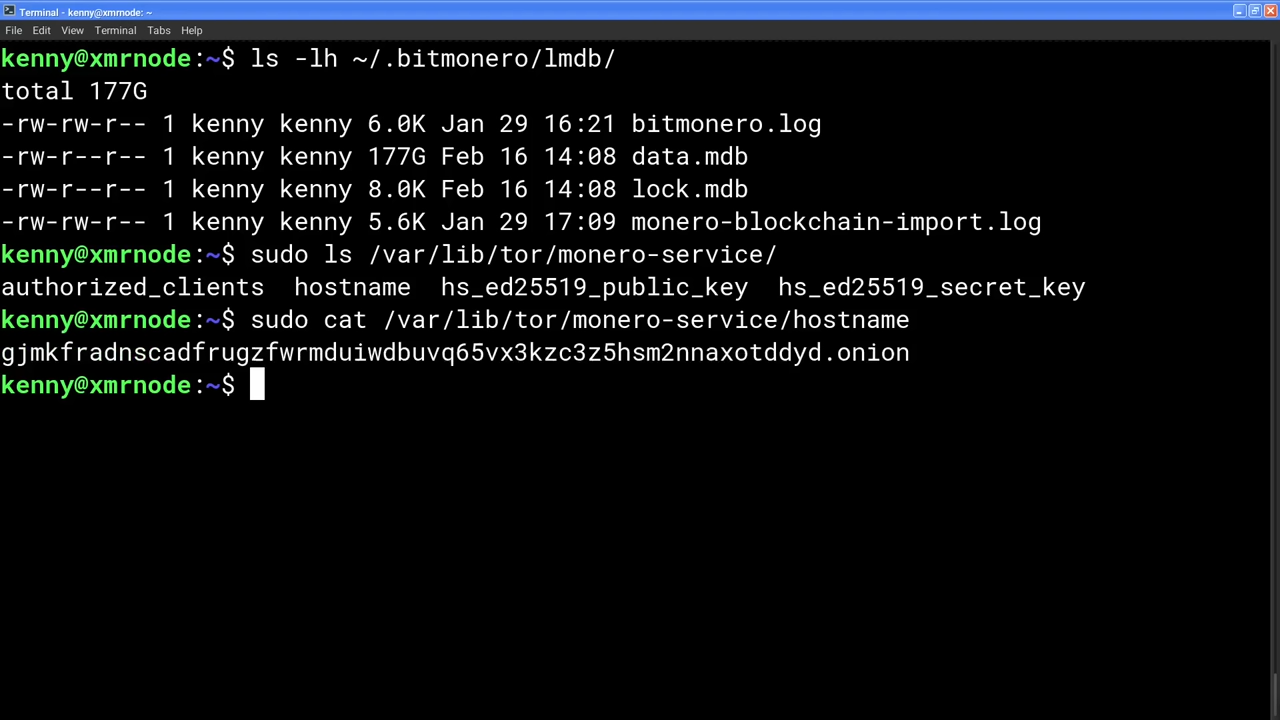 Terminal - kenny@xmrnode: ~
File Edit View Terminal Tabs Help
kenny@xmrnode:~$ ls -lh ~/.bitmonero/lmdb/
total 177G
-rw-rw-r-- 1 kenny kenny 6.0K Jan 29 16:21 bitmonero.log
-rw-r--r-- 1 kenny kenny 177G Feb 16 14:08 data.mdb
-rw-r--r-- 1 kenny kenny 8.0K Feb 16 14:08 lock.mdb
-rw-rw-r-- 1 kenny kenny 5.6K Jan 29 17:09 monero-blockchain-import.log
kenny@xmrnode:~$ sudo ls /var/lib/tor/monero-service/
authorized_clients  hostname  hs_ed25519_public_key  hs_ed25519_secret_key
kenny@xmrnode:~$ sudo cat /var/lib/tor/monero-service/hostname
gjmkfradnscadfrugzfwrmduiwdbuvq65vx3kzc3z5hsm2nnaxotddyd.onion
kenny@xmrnode:~$